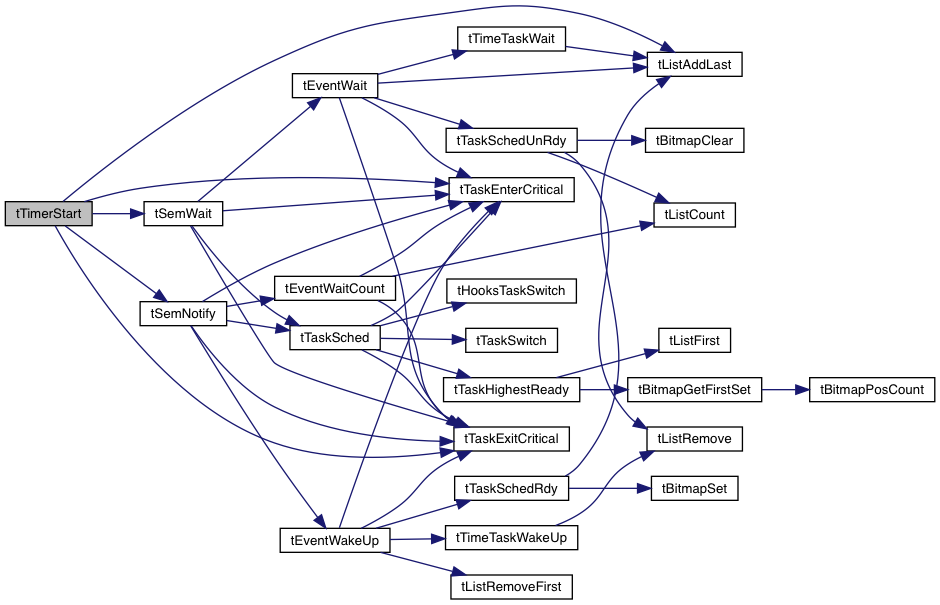 tTimerStart
tSemWait
tSemNotify
tEventWait
tEventWaitCount
tTaskSched
tEventWakeUp
tTimeTaskWait
tTaskSchedUnRdy
tTaskEnterCritical
tHooksTaskSwitch
tTaskSwitch
tTaskHighestReady
tTaskExitCritical
tTaskSchedRdy
tTimeTaskWakeUp
tListRemoveFirst
tListAddLast
tBitmapClear
tListCount
tListFirst
tBitmapGetFirstSet
tListRemove
tBitmapSet
tBitmapPosCount